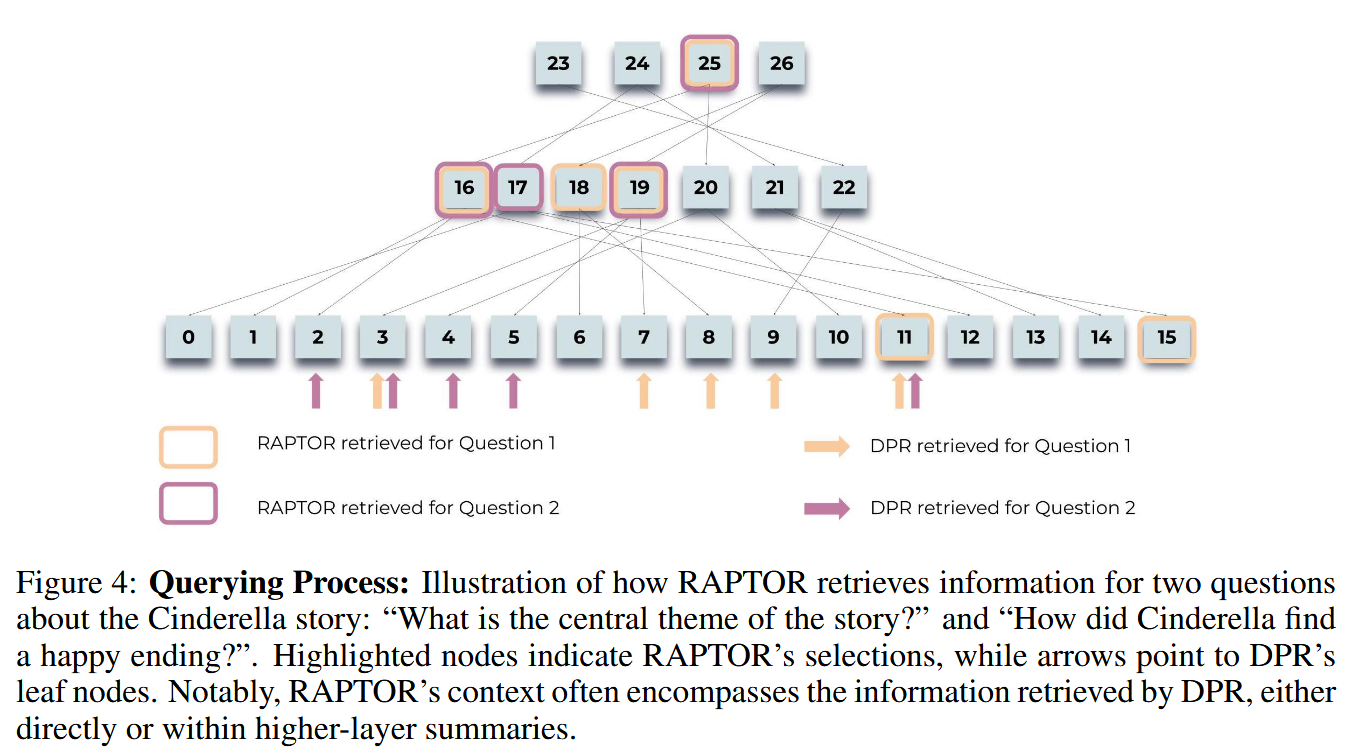 23 24 25 26
16 17 18 19 20 21 22
0 1 2 3 4 5 6 7 8 9 10 11 12 13 14 15
RAPTOR retrieved for Question 1
DPR retrieved for Question 1
RAPTOR retrieved for Question 2
DPR retrieved for Question 2
Figure 4: Querying Process: Illustration of how RAPTOR retrieves information for two questions
about the Cinderella story: “What is the central theme of the story?” and “How did Cinderella find
a happy ending?”. Highlighted nodes indicate RAPTOR’s selections, while arrows point to DPR’s
leaf nodes. Notably, RAPTOR’s context often encompasses the information retrieved by DPR, either
directly or within higher-layer summaries.